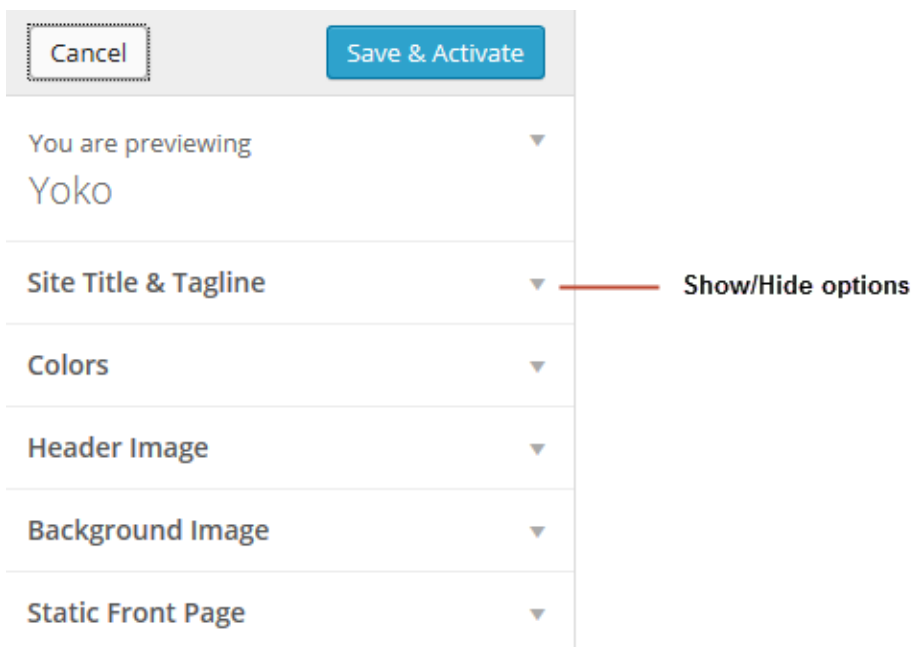 Cancel
Save & Activate
You are previewing
Yoko
Site Title & Tagline
Show/Hide options
Colors
Header Image
Background Image
Static Front Page